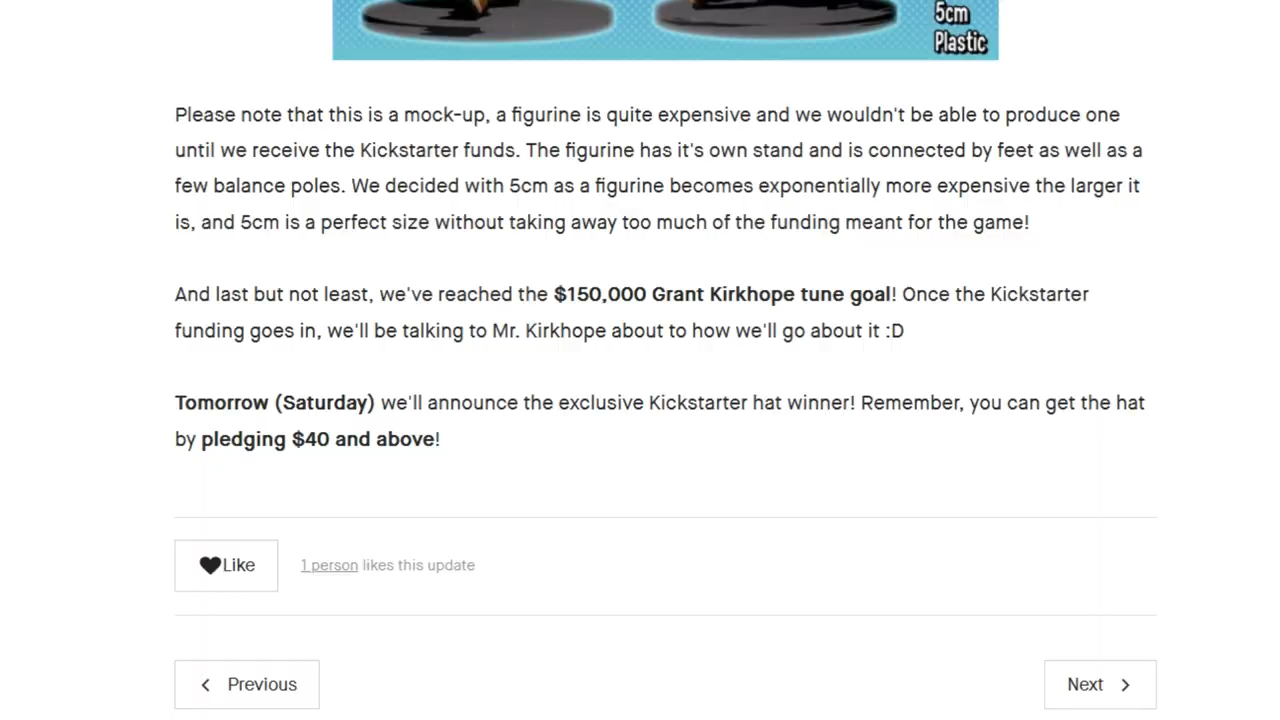 5cm
Plastic
Please note that this is a mock-up, a figurine is quite expensive and we wouldn't be able to produce one
until we receive the Kickstarter funds. The figurine has it's own stand and is connected by feet as well as a
few balance poles. We decided with 5cm as a figurine becomes exponentially more expensive the larger it
is, and 5cm is a perfect size without taking away too much of the funding meant for the game!
And last but not least, we've reached the $150,000 Grant Kirkhope tune goal! Once the Kickstarter
funding goes in, we'll be talking to Mr. Kirkhope about to how we'll go about it :D
Tomorrow (Saturday) we'll announce the exclusive Kickstarter hat winner! Remember, you can get the hat
by pledging $40 and above!
Like
1 person likes this update
Previous
Next